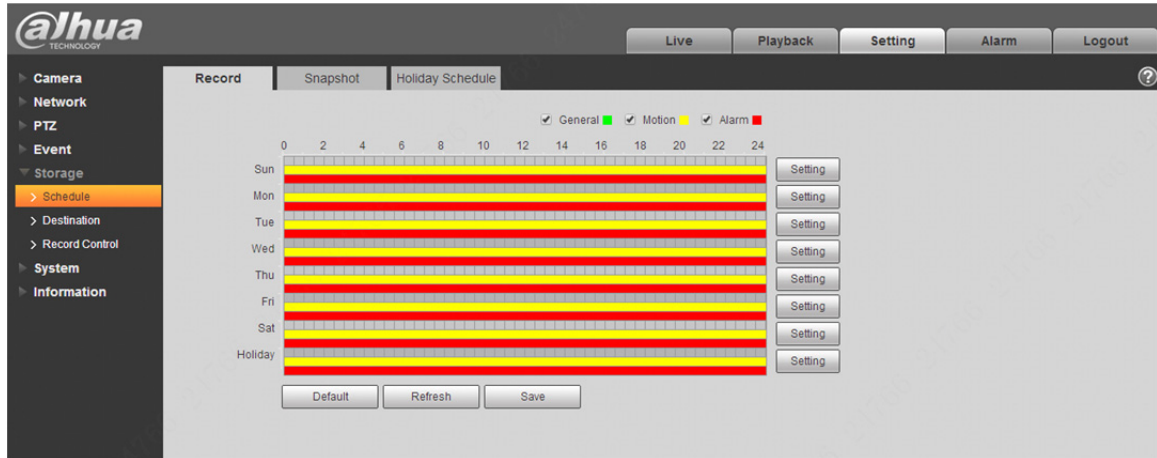 alhua
TECHNOLOGY
Live Playback Setting Alarm Logout
Camera
Network
PTZ
Event
Storage
Schedule
Destination
Record Control
System
Information
Record Snapshot Holiday Schedule
?
General Motion Alarm
0 2 4 6 8 10 12 14 16 18 20 22 24
Sun Setting
Mon Setting
Tue Setting
Wed Setting
Thu Setting
Fri Setting
Sat Setting
Holiday Setting
Default Refresh Save